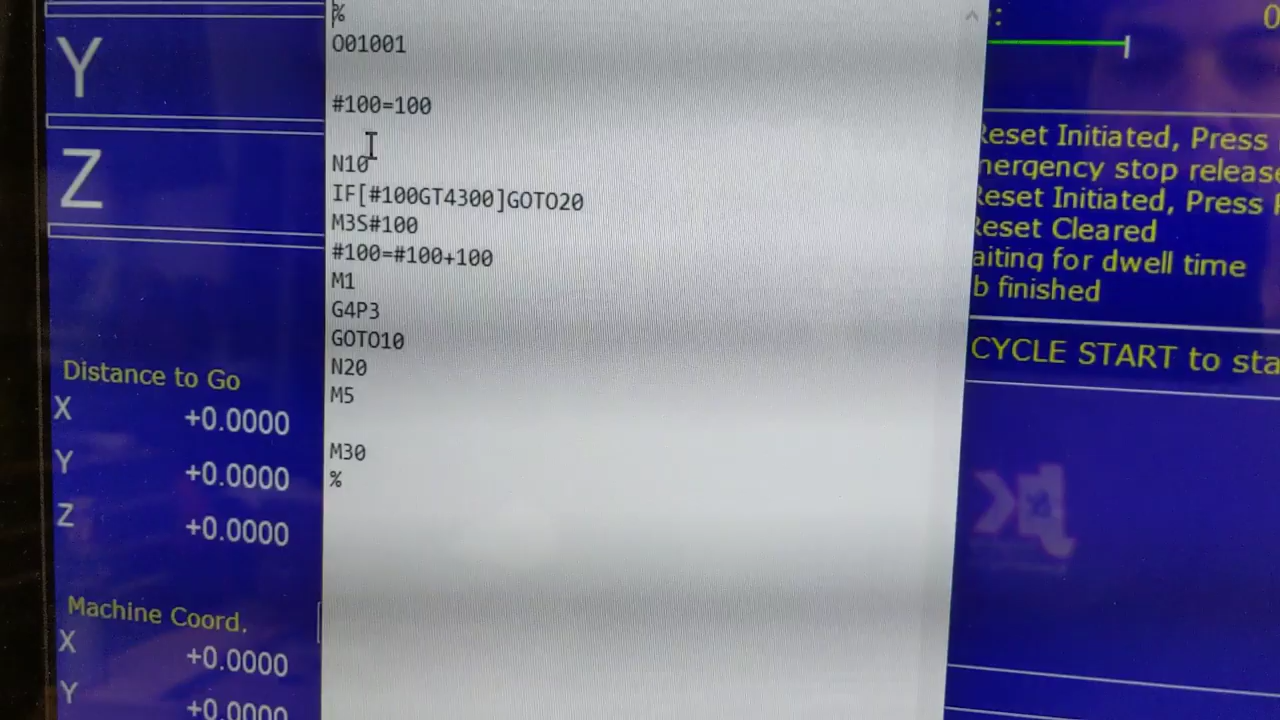 Y
Z
Distance to Go
X +0.0000
Y +0.0000
Z +0.0000
Machine Coord.
X +0.0000
Y +0.0000
%
O01001
#100=100
N10
IF[#100GT4300]GOTO20
M3S#100
#100=#100+100
M1
G4P3
GOTO10
N20
M5
M30
%
: 0
Reset Initiated, Press
mergency stop release
Reset Initiated, Press
Reset Cleared
aiting for dwell time
b finished
CYCLE START to sta